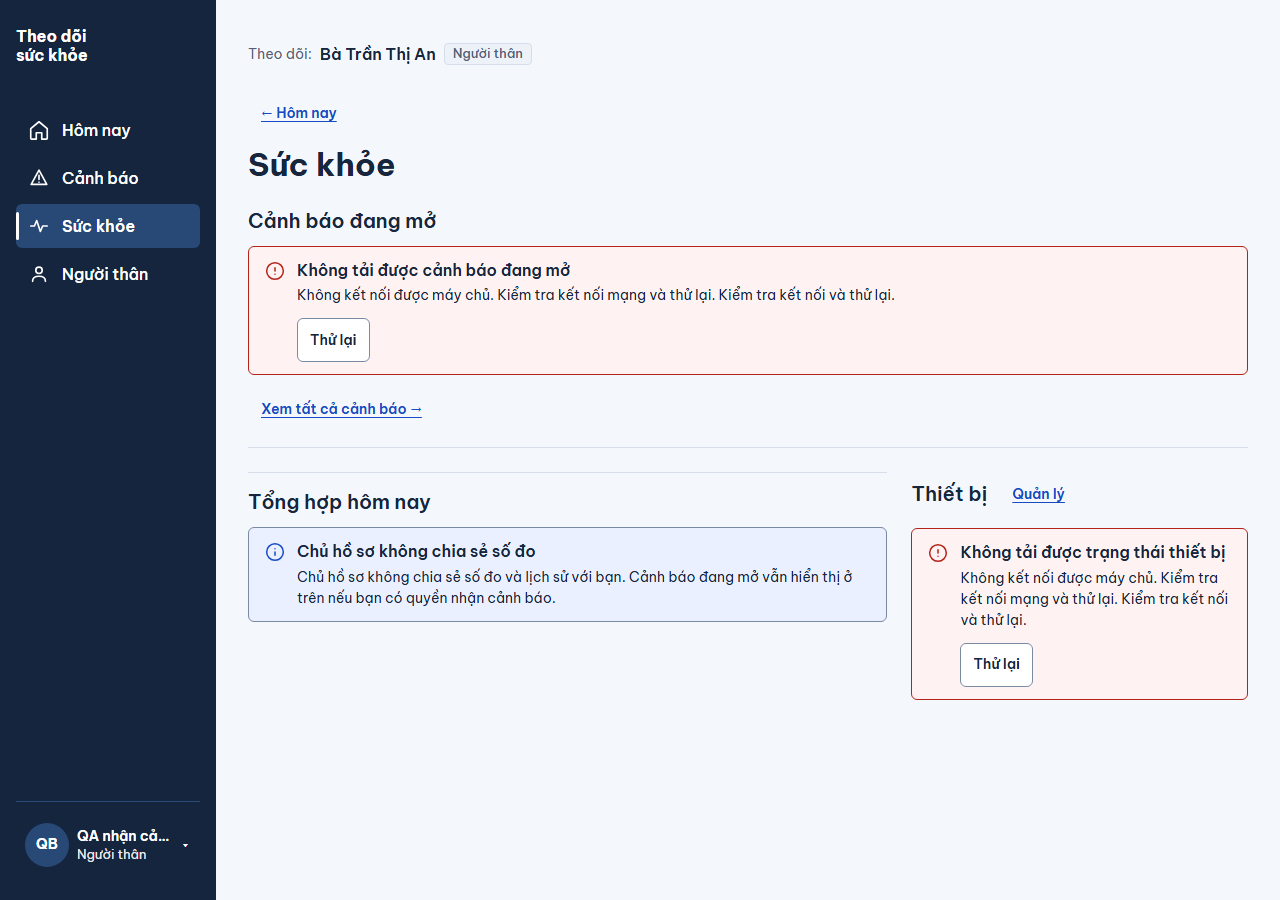 Theo dõi
sức khỏe
Hôm nay
Cảnh báo
Sức khỏe
Người thân
QB
QA nhận cả...
Người thân
Theo dõi: Bà Trần Thị An Người thân
← Hôm nay
Sức khỏe
Cảnh báo đang mở
Không tải được cảnh báo đang mở
Không kết nối được máy chủ. Kiểm tra kết nối mạng và thử lại. Kiểm tra kết nối và thử lại.
Thử lại
Xem tất cả cảnh báo →
Tổng hợp hôm nay
Chủ hồ sơ không chia sẻ số đo
Chủ hồ sơ không chia sẻ số đo và lịch sử với bạn. Cảnh báo đang mở vẫn hiển thị ở
trên nếu bạn có quyền nhận cảnh báo.
Thiết bị Quản lý
Không tải được trạng thái thiết bị
Không kết nối được máy chủ. Kiểm tra
kết nối mạng và thử lại. Kiểm tra kết nối
và thử lại.
Thử lại